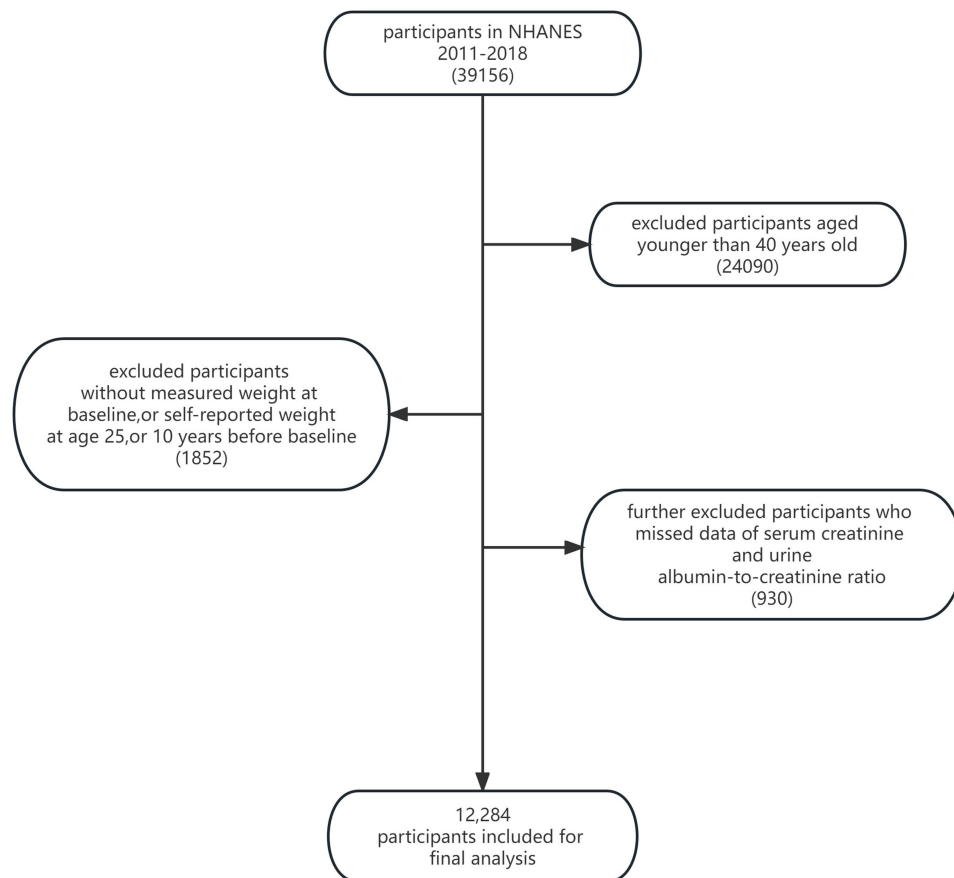 participants in NHANES
2011-2018
(39156)
excluded participants aged
younger than 40 years old
(24090)
excluded participants
without measured weight at
baseline,or self-reported weight
at age 25,or 10 years before baseline
(1852)
further excluded participants who
missed data of serum creatinine
and urine
albumin-to-creatinine ratio
(930)
12,284
participants included for
final analysis